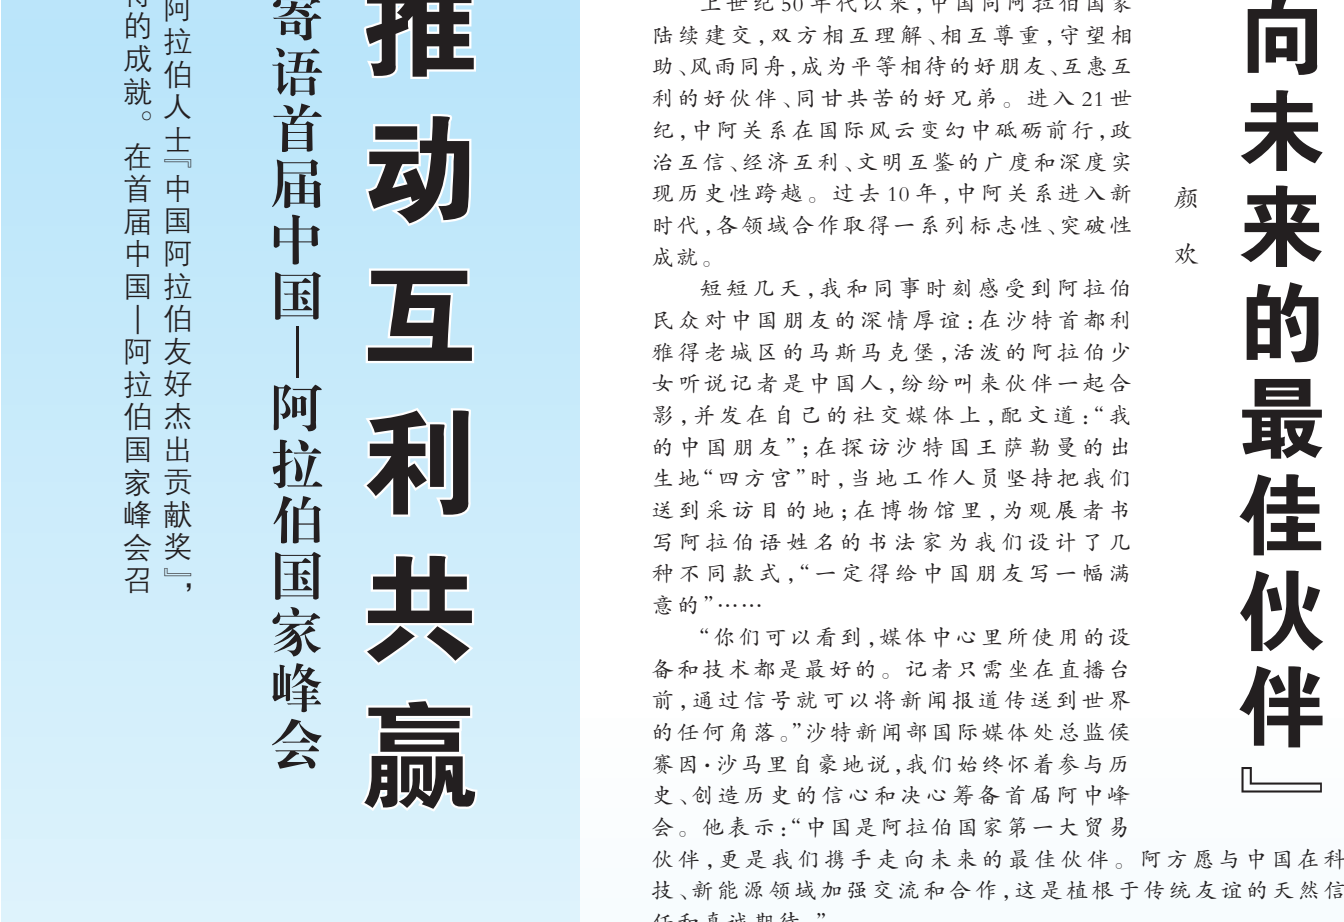 推动互利共赢
寄语首届中国—阿拉伯国家峰会
阿拉伯人士『中国阿拉伯友好杰出贡献奖』,
的成就。在首届中国—阿拉伯国家峰会召
向未来的最佳伙伴』
颜欢
上世纪50年代以来,中国同阿拉伯国家
陆续建交,双方相互理解、相互尊重,守望相
助、风雨同舟,成为平等相待的好朋友、互惠互
利的好伙伴、同甘共苦的好兄弟。进入21世
纪,中阿关系在国际风云变幻中砥砺前行,政
治互信、经济互利、文明互鉴的广度和深度实
现历史性跨越。过去10年,中阿关系进入新
时代,各领域合作取得一系列标志性、突破性
成就。
短短几天,我和同事时刻感受到阿拉伯
民众对中国朋友的深情厚谊:在沙特首都利
雅得老城区的马斯马克堡,活泼的阿拉伯少
女听说记者是中国人,纷纷叫来伙伴一起合
影,并发在自己的社交媒体上,配文道:“我
的中国朋友”;在探访沙特国王萨勒曼的出
生地“四方宫”时,当地工作人员坚持把我们
送到采访目的地;在博物馆里,为观展者书
写阿拉伯语姓名的书法家为我们设计了几
种不同款式,“一定得给中国朋友写一幅满
意的”……
“你们可以看到,媒体中心里所使用的设
备和技术都是最好的。记者只需坐在直播台
前,通过信号就可以将新闻报道传送到世界
的任何角落。”沙特新闻部国际媒体处总监侯
赛因·沙马里自豪地说,我们始终怀着参与历
史、创造历史的信心和决心筹备首届阿中峰
会。他表示:“中国是阿拉伯国家第一大贸易
伙伴,更是我们携手走向未来的最佳伙伴。阿方愿与中国在科
技、新能源领域加强交流和合作,这是植根于传统友谊的天然信
任和真诚期待。”